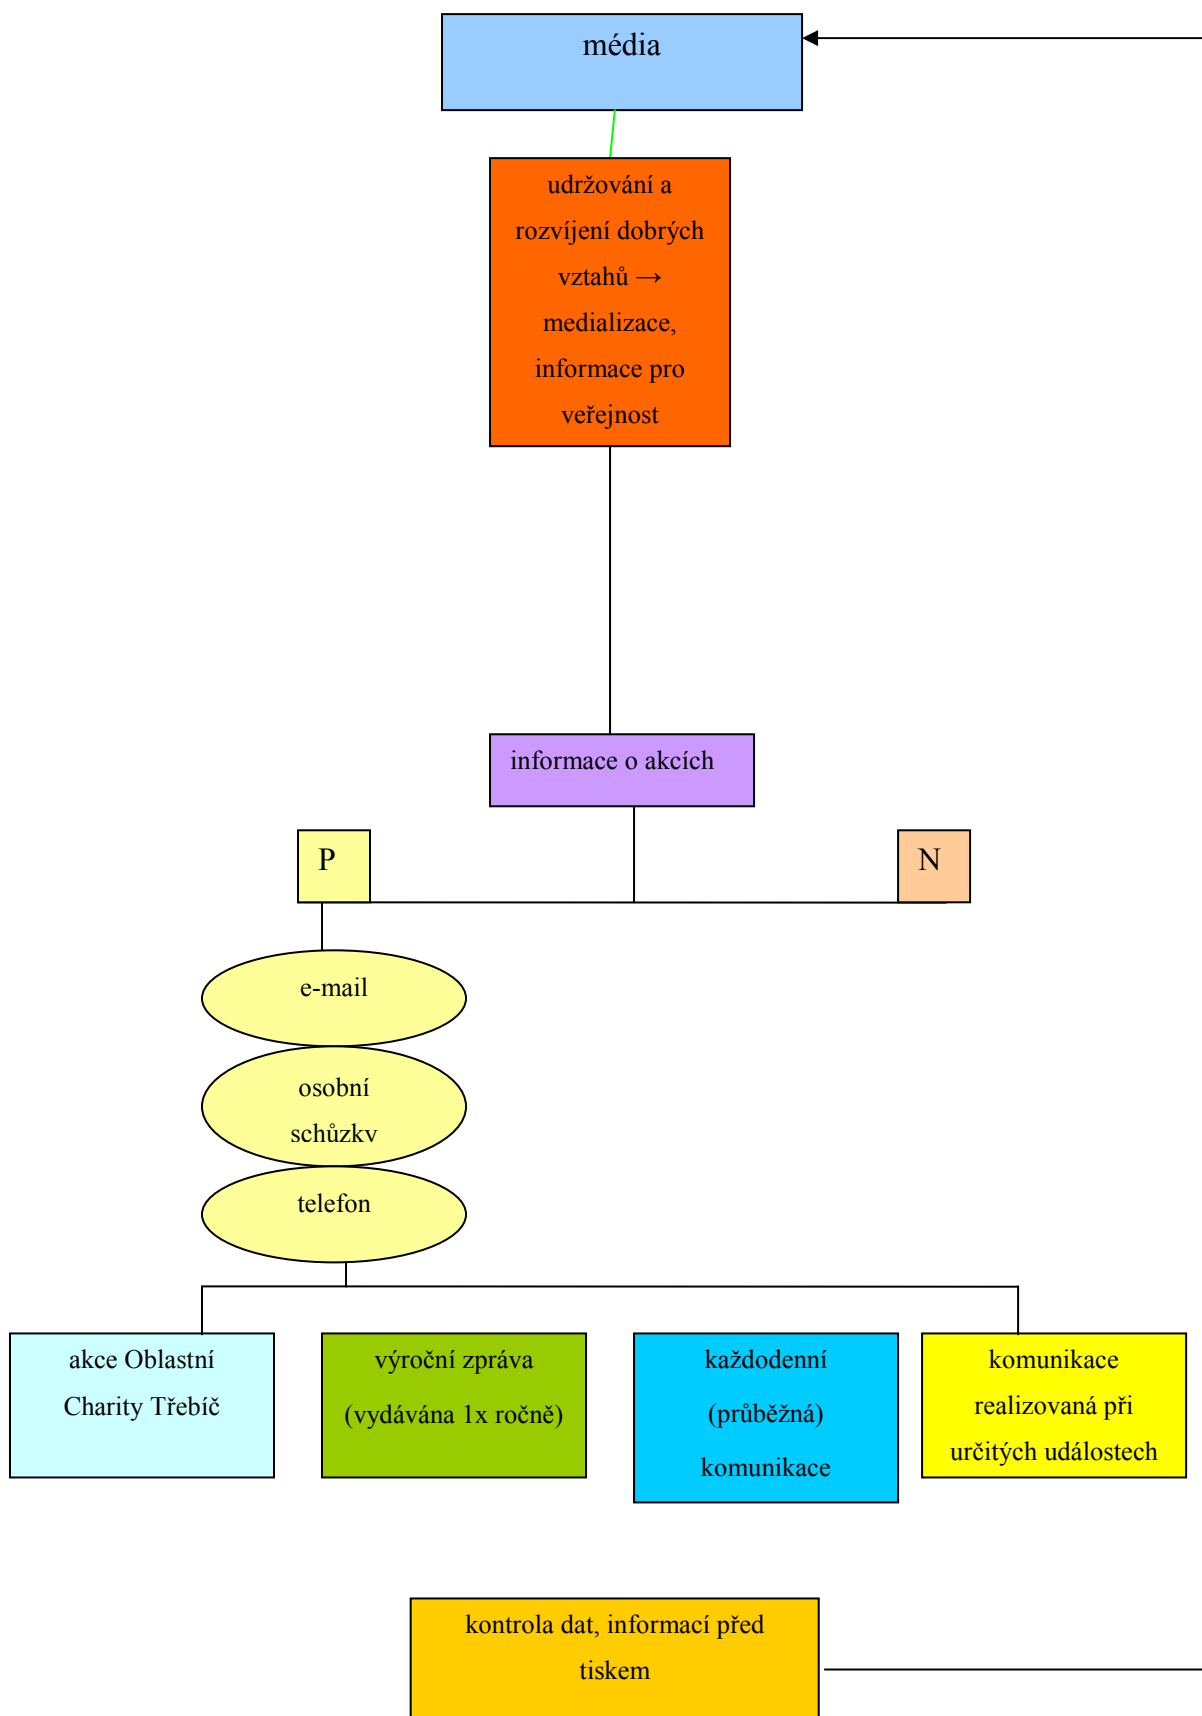 média
udržování a
rozvíjení dobrých
vztahů →
medializace,
informace pro
veřejnost
informace o akcích
P
N
e-mail
osobní
schůzkv
telefon
akce Oblastní
Charity Třebíč
výroční zpráva
(vydávána 1x ročně)
každodenní
(průběžná)
komunikace
komunikace
realizovaná při
určitých událostech
kontrola dat, informací před
tiskem